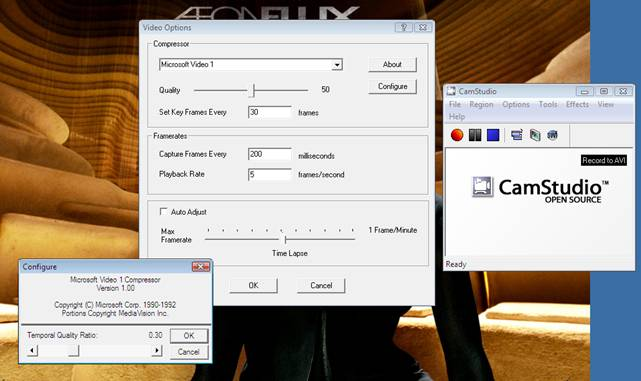 ÆONFLUX
Video Options
Compressor
Microsoft Video 1
About
Quality
50
Configure
Set Key Frames Every
30
frames
Framerates
Capture Frames Every
200
milliseconds
Playback Rate
5
frames/second
Auto Adjust
Max
Framerate
1 Frame/Minute
Time Lapse
OK
Cancel
CamStudio
File Region Options Tools Effects View
Help
Record to AVI
CamStudio™
OPEN SOURCE
Ready
Configure
Microsoft Video 1 Compressor
Version 1.00
Copyright (C) Microsoft Corp. 1990-1992
Portions Copyright MediaVision Inc.
Temporal Quality Ratio:
0.30
OK
Cancel